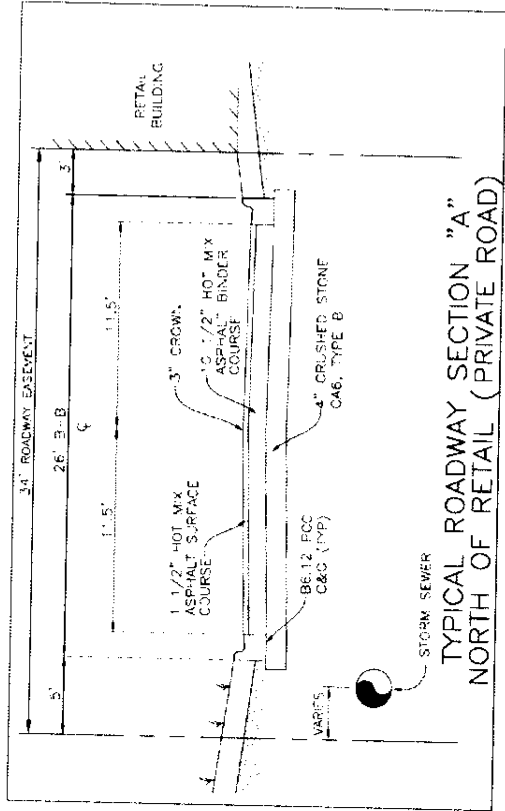 34' ROADWAY EASEMENT
5'
26' B-B
3'
℄
11.5'
11.5'
RETAIL
BUILDING
1 1/2" HOT MIX
ASPHALT SURFACE
COURSE
3" CROWN
10 1/2" HOT MIX
ASPHALT BINDER
COURSE
4" CRUSHED STONE
CA6, TYPE B
B6.12 PCC
C&G (TYP)
VARIES
STORM SEWER
TYPICAL ROADWAY SECTION "A"
NORTH OF RETAIL (PRIVATE ROAD)